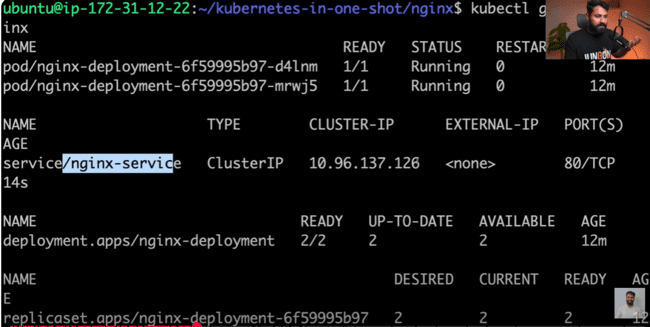 ubuntu@ip-172-31-12-22:~/kubernetes-in-one-shot/nginx$ kubectl g
inx
NAME READY STATUS RESTAR
pod/nginx-deployment-6f59995b97-d4lnm 1/1 Running 0 12m
pod/nginx-deployment-6f59995b97-mrwj5 1/1 Running 0 12m
NAME TYPE CLUSTER-IP EXTERNAL-IP PORT(S)
AGE
service/nginx-service ClusterIP 10.96.137.126 <none> 80/TCP
14s
NAME READY UP-TO-DATE AVAILABLE AGE
deployment.apps/nginx-deployment 2/2 2 2 12m
NAME DESIRED CURRENT READY AG
E
replicaset.apps/nginx-deployment-6f59995b97 2 2 2 12